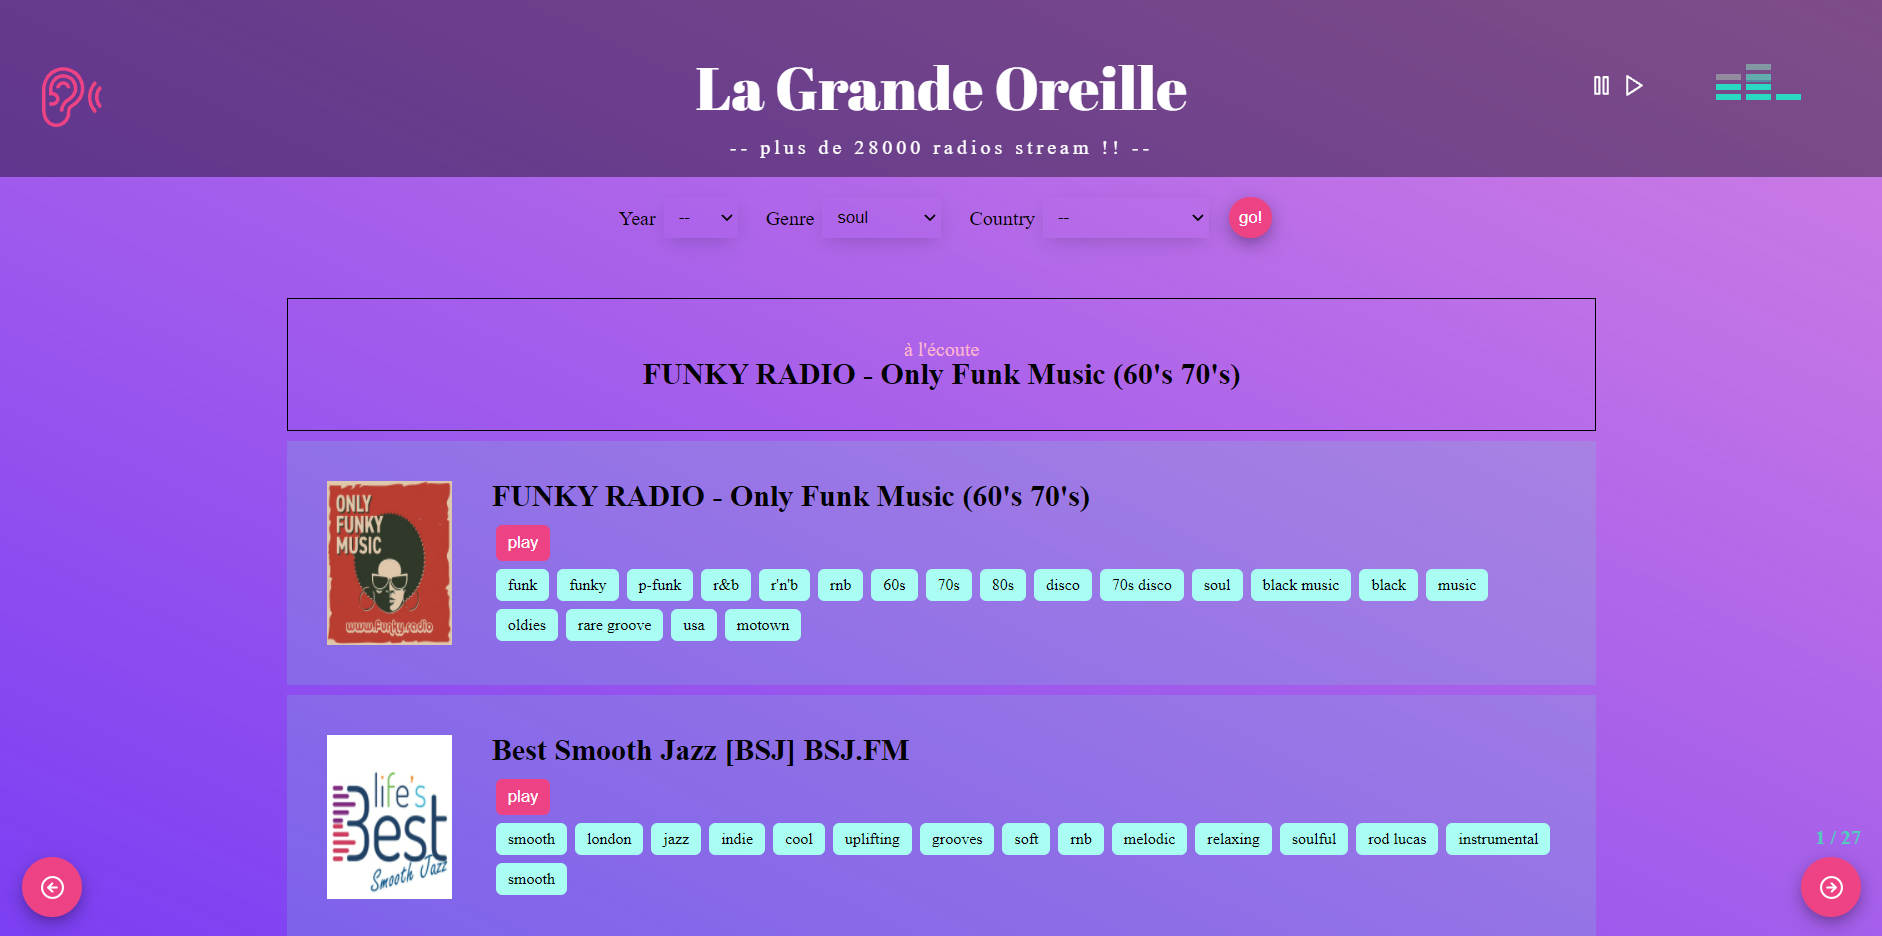 La Grande Oreille
-- plus de 28000 radios stream !! --
Year -- Genre soul Country -- go!
à l'écoute
FUNKY RADIO - Only Funk Music (60's 70's)
ONLY
FUNKY
MUSIC
www.funky.radio
FUNKY RADIO - Only Funk Music (60's 70's)
play
funk funky p-funk r&b r'n'b rnb 60s 70s 80s disco 70s disco soul black music black music
oldies rare groove usa motown
life's
Best
Smooth Jazz
Best Smooth Jazz [BSJ] BSJ.FM
play
smooth london jazz indie cool uplifting grooves soft rnb melodic relaxing soulful rod lucas instrumental
smooth
1 / 27